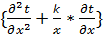 {∂²t/∂x² + k/x * ∂t/∂x}